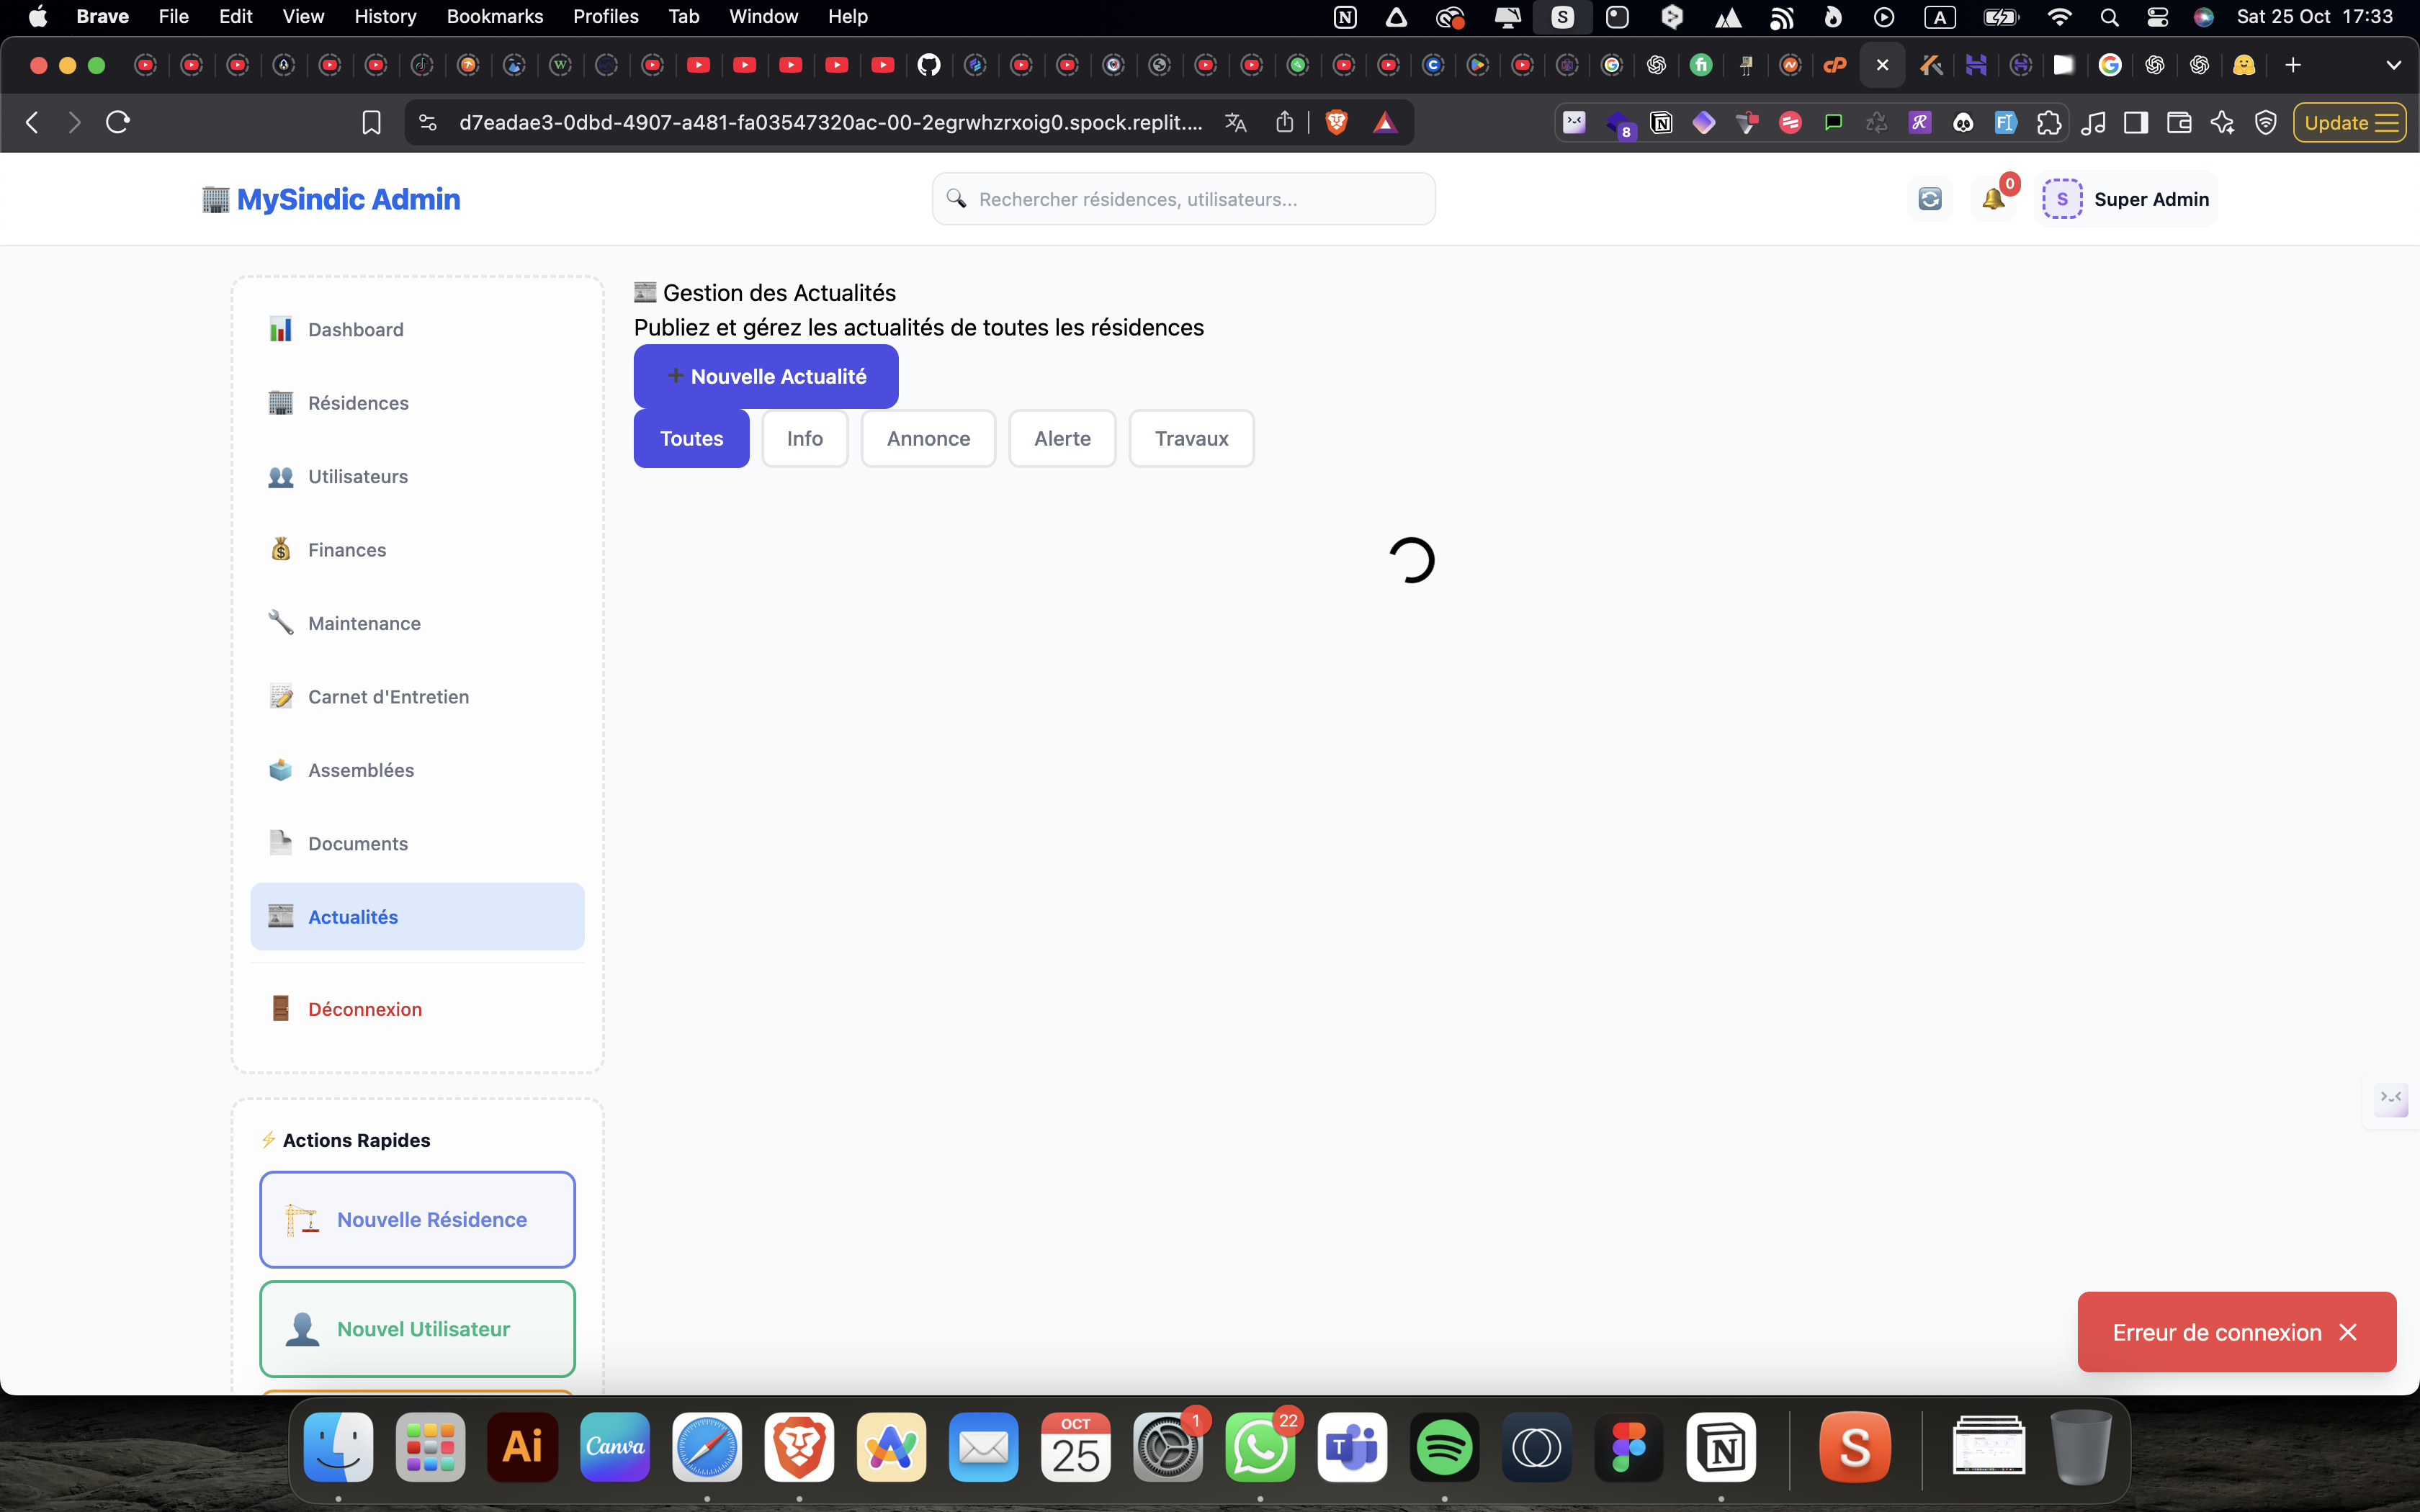 Brave File Edit View History Bookmarks Profiles Tab Window Help
A
Sat 25 Oct 17:33
d7eadae3-0dbd-4907-a481-fa03547320ac-00-2egrwhzrxoig0.spock.replit....
8
Update
MySindic Admin
Rechercher résidences, utilisateurs...
0
S
Super Admin
Dashboard
Résidences
Utilisateurs
Finances
Maintenance
Carnet d'Entretien
Assemblées
Documents
Actualités
Déconnexion
Actions Rapides
Nouvelle Résidence
Nouvel Utilisateur
Gestion des Actualités
Publiez et gérez les actualités de toutes les résidences
+ Nouvelle Actualité
Toutes Info Annonce Alerte Travaux
Erreur de connexion ×
Ai
Canva
OCT
25
1
22
T
S